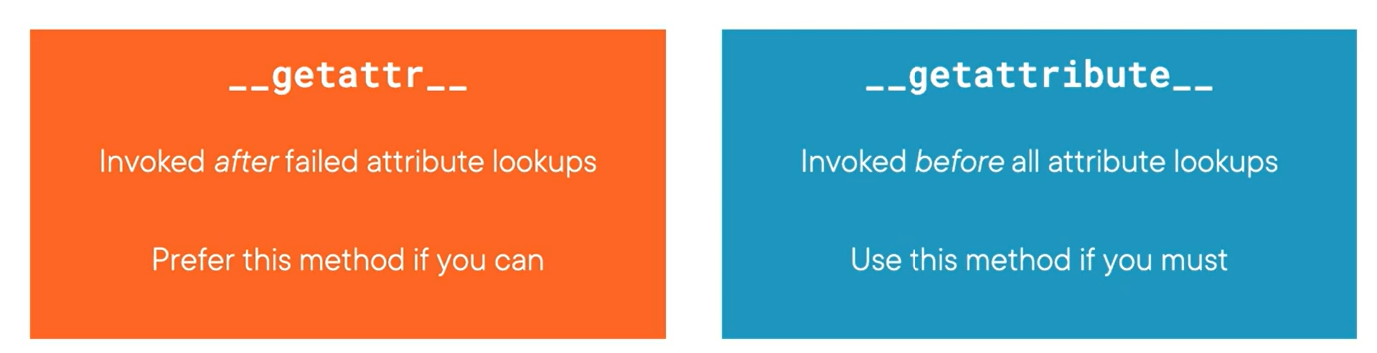 __getattr__
Invoked after failed attribute lookups
Prefer this method if you can
__getattribute__
Invoked before all attribute lookups
Use this method if you must